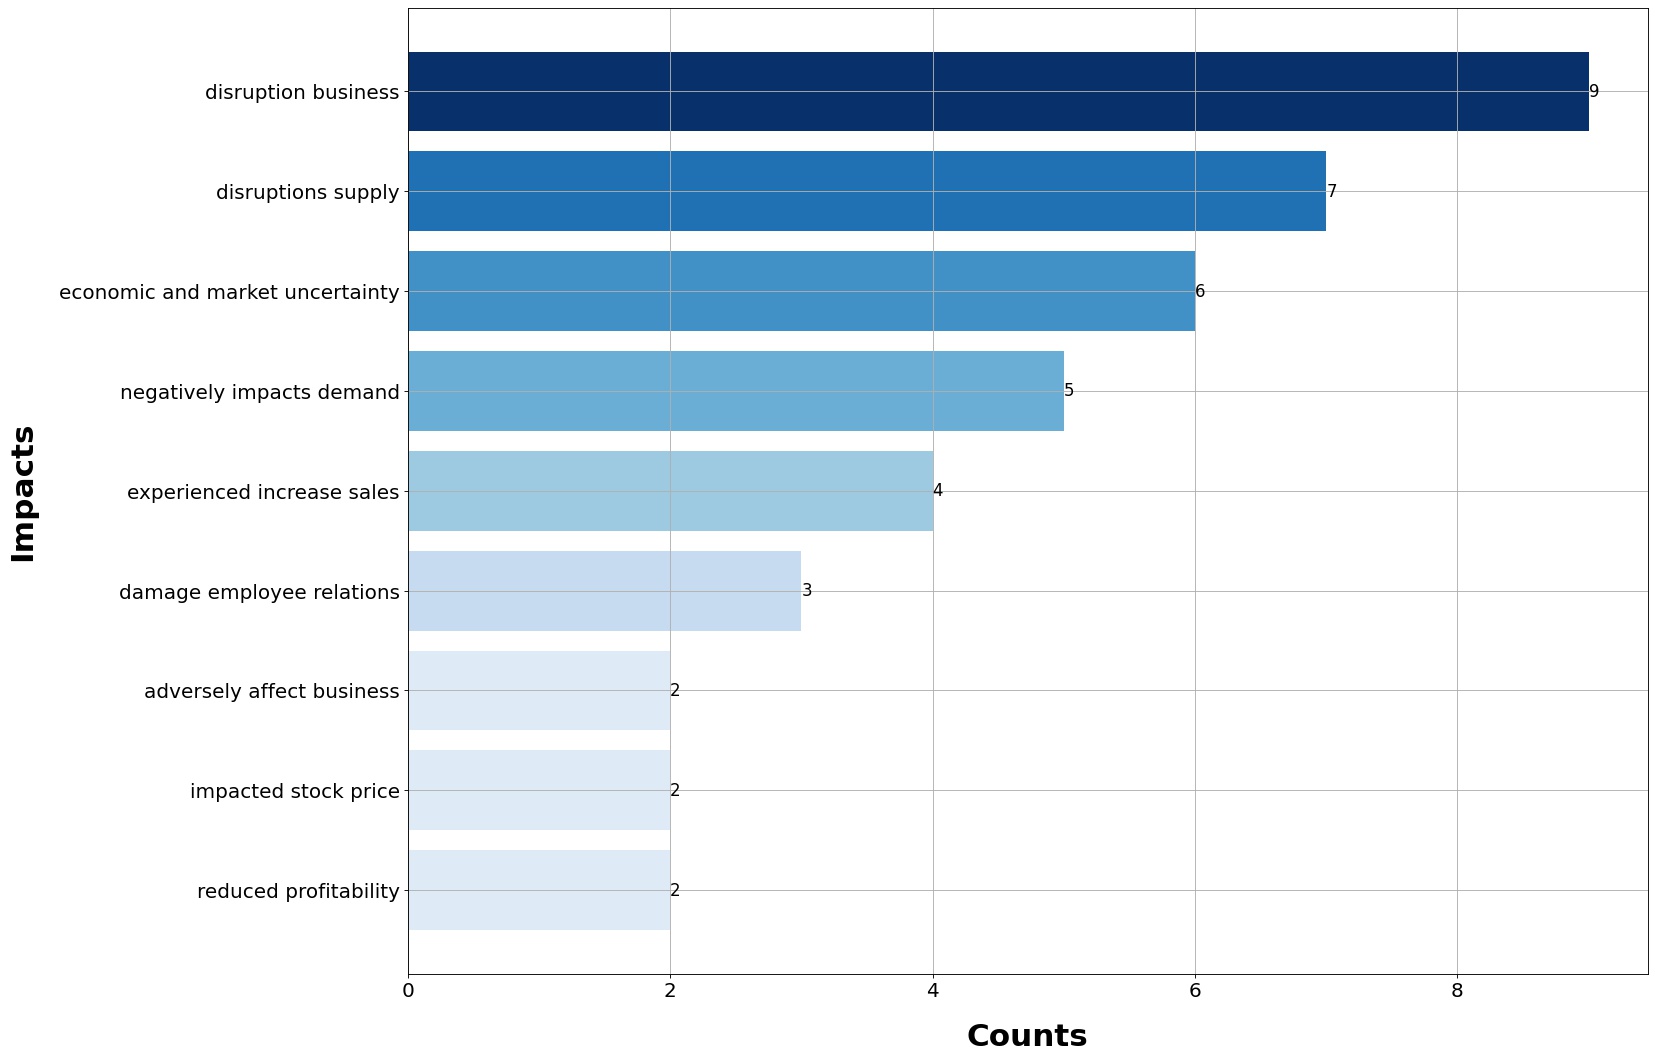 Impacts
disruption business
9
disruptions supply
7
economic and market uncertainty
6
negatively impacts demand
5
experienced increase sales
4
damage employee relations
3
adversely affect business
2
impacted stock price
2
reduced profitability
2
0 2 4 6 8
Counts